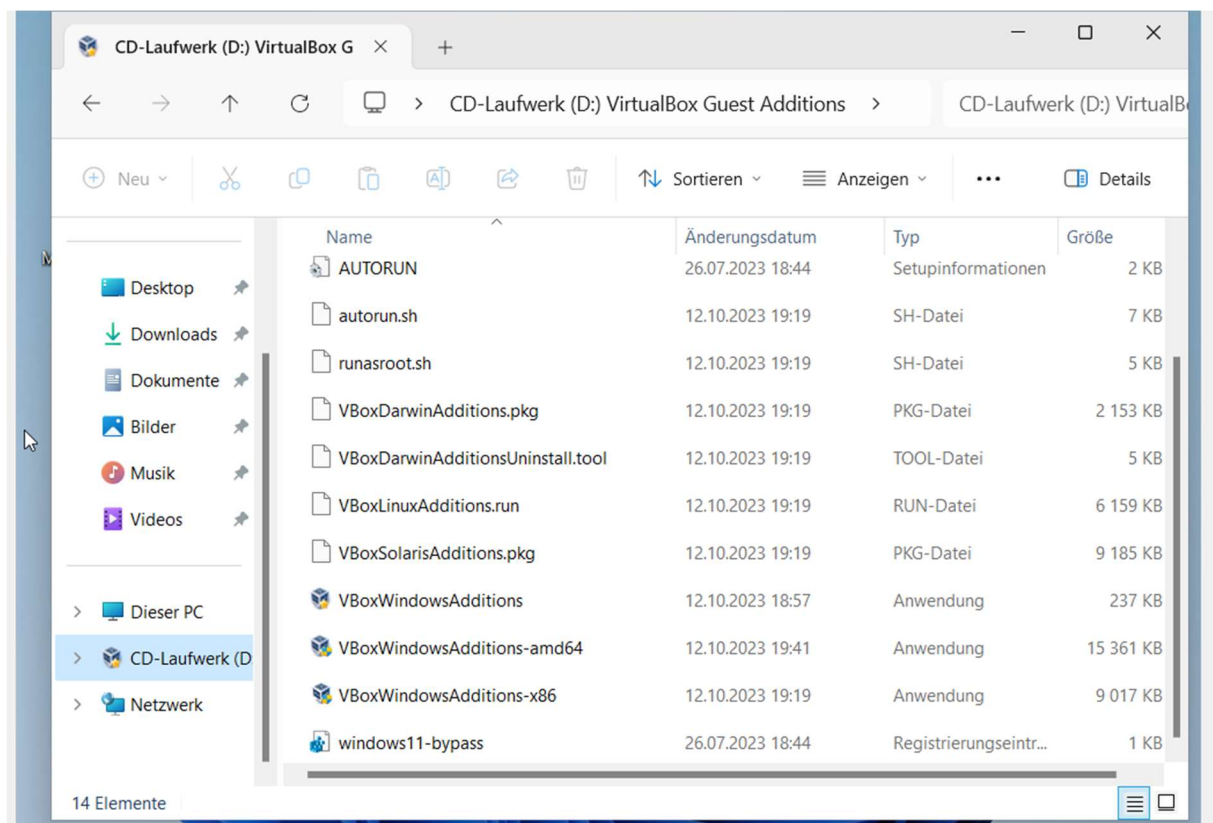 CD-Laufwerk (D:) VirtualBox G
CD-Laufwerk (D:) VirtualBox Guest Additions
CD-Laufwerk (D:) VirtualB
Neu
Sortieren
Anzeigen
Details
Name Änderungsdatum Typ Größe
AUTORUN 26.07.2023 18:44 Setupinformationen 2 KB
autorun.sh 12.10.2023 19:19 SH-Datei 7 KB
runasroot.sh 12.10.2023 19:19 SH-Datei 5 KB
VBoxDarwinAdditions.pkg 12.10.2023 19:19 PKG-Datei 2 153 KB
VBoxDarwinAdditionsUninstall.tool 12.10.2023 19:19 TOOL-Datei 5 KB
VBoxLinuxAdditions.run 12.10.2023 19:19 RUN-Datei 6 159 KB
VBoxSolarisAdditions.pkg 12.10.2023 19:19 PKG-Datei 9 185 KB
VBoxWindowsAdditions 12.10.2023 18:57 Anwendung 237 KB
VBoxWindowsAdditions-amd64 12.10.2023 19:41 Anwendung 15 361 KB
VBoxWindowsAdditions-x86 12.10.2023 19:19 Anwendung 9 017 KB
windows11-bypass 26.07.2023 18:44 Registrierungseintr... 1 KB
Desktop
Downloads
Dokumente
Bilder
Musik
Videos
Dieser PC
CD-Laufwerk (D
Netzwerk
14 Elemente